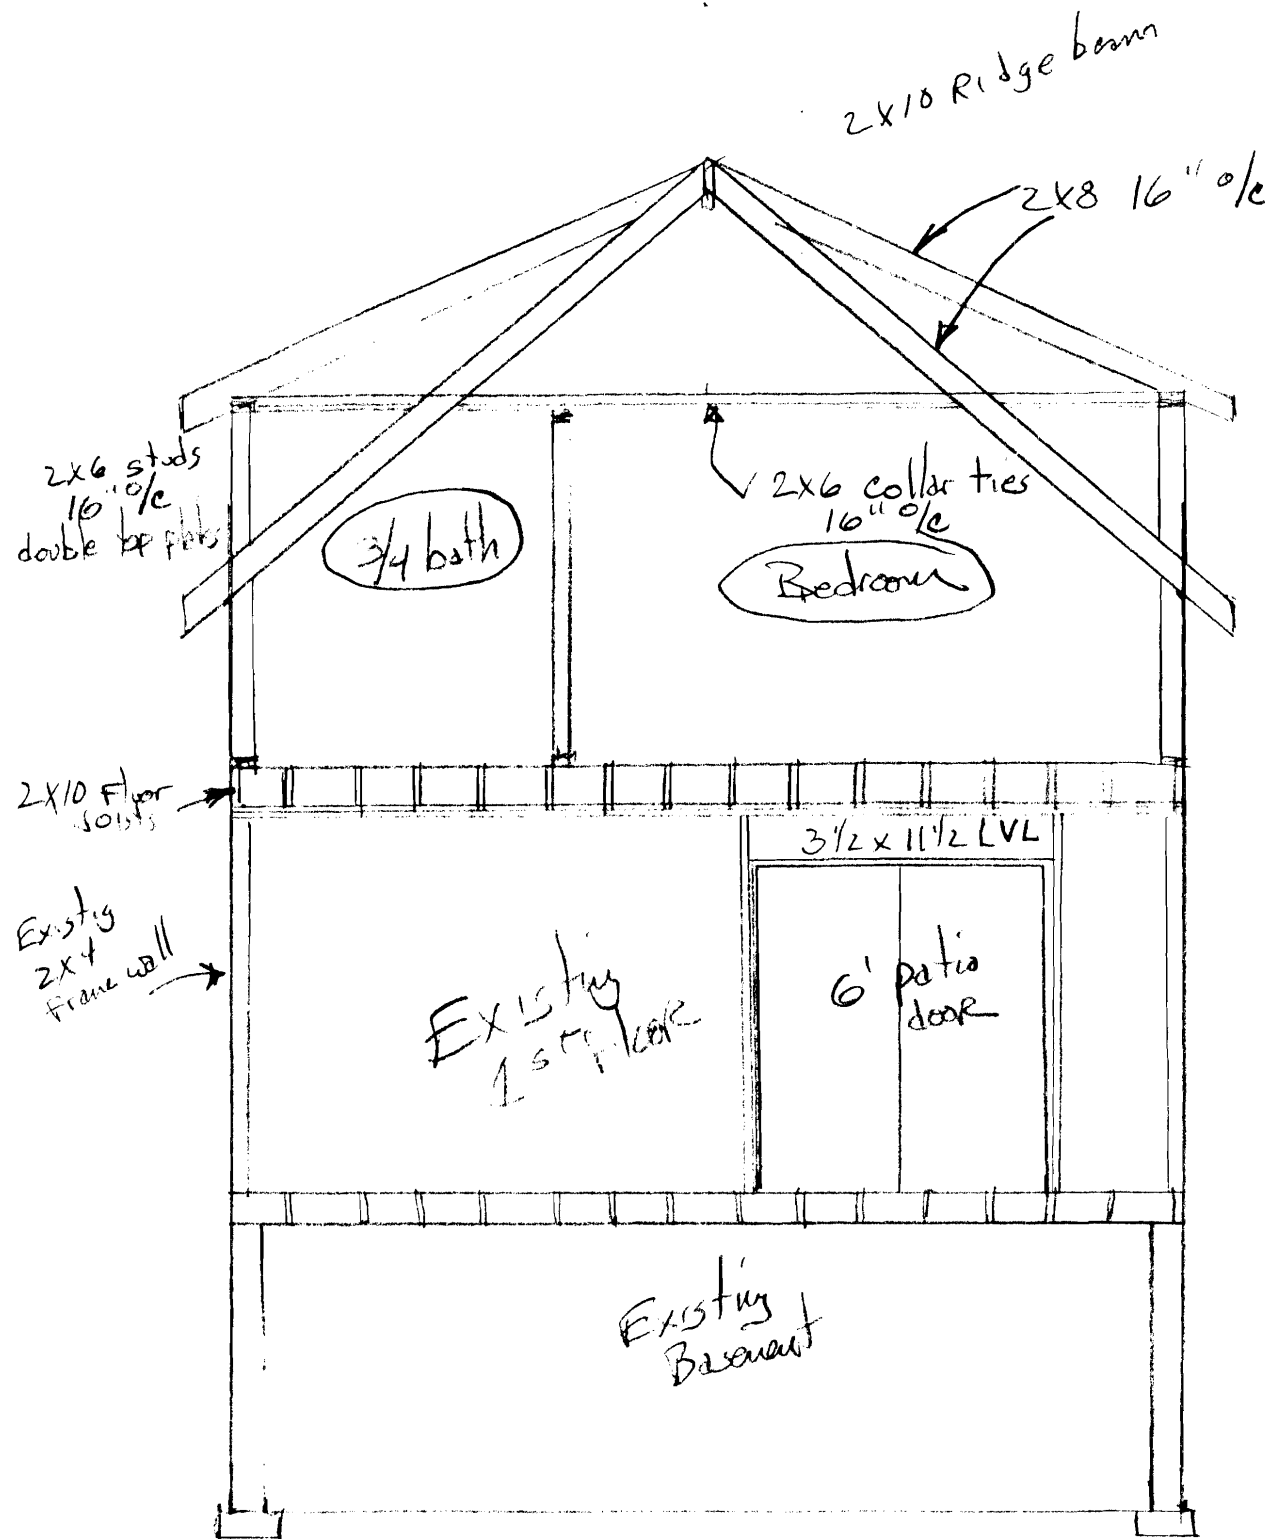 2X10 Ridge beam
2X8 16" o/c
2X6 studs
16" o/c
double top plates
3/4 bath
2X6 collar ties
16" o/c
Bedroom
2X10 Floor
Joists
3 1/2 x 11 1/2 LVL
Existig
2X4
Frame wall
6' patio
door
Existing
1st FlooR
Existing
Basement